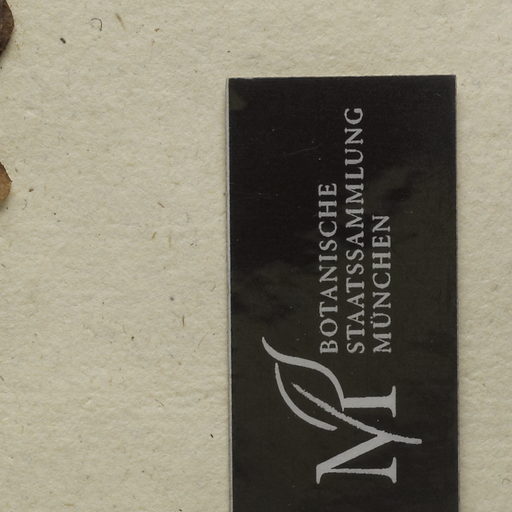 BOTANISCHE
STAATSSAMMLUNG
MÜNCHEN
M